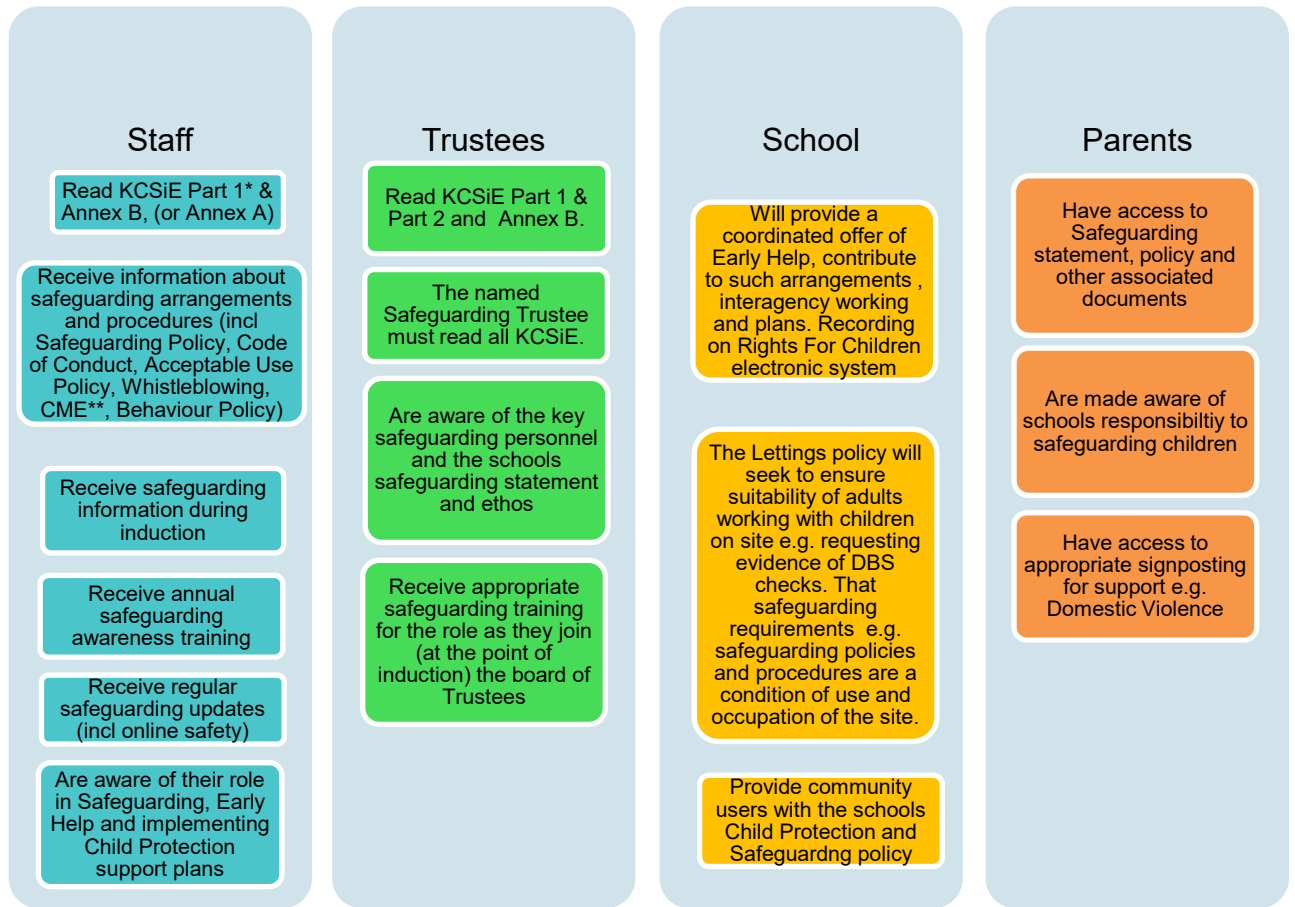 Staff
Read KCSiE Part 1* &
Annex B, (or Annex A)
Receive information about
safeguarding arrangements
and procedures (incl
Safeguarding Policy, Code
of Conduct, Acceptable Use
Policy, Whistleblowing,
CME**, Behaviour Policy)
Receive safeguarding
information during
induction
Receive annual
safeguarding
awareness training
Receive regular
safeguarding updates
(incl online safety)
Are aware of their role
in Safeguarding, Early
Help and implementing
Child Protection
support plans
Trustees
Read KCSiE Part 1 &
Part 2 and Annex B.
The named
Safeguarding Trustee
must read all KCSiE.
Are aware of the key
safeguarding personnel
and the schools
safeguarding statement
and ethos
Receive appropriate
safeguarding training
for the role as they join
(at the point of
induction) the board of
Trustees
School
Will provide a
coordinated offer of
Early Help, contribute
to such arrangements ,
interagency working
and plans. Recording
on Rights For Children
electronic system
The Lettings policy will
seek to ensure
suitability of adults
working with children
on site e.g. requesting
evidence of DBS
checks. That
safeguarding
requirements e.g.
safeguarding policies
and procedures are a
condition of use and
occupation of the site.
Provide community
users with the schools
Child Protection and
Safeguardng policy
Parents
Have access to
Safeguarding
statement, policy and
other associated
documents
Are made aware of
schools responsibiltiy to
safeguarding children
Have access to
appropriate signposting
for support e.g.
Domestic Violence